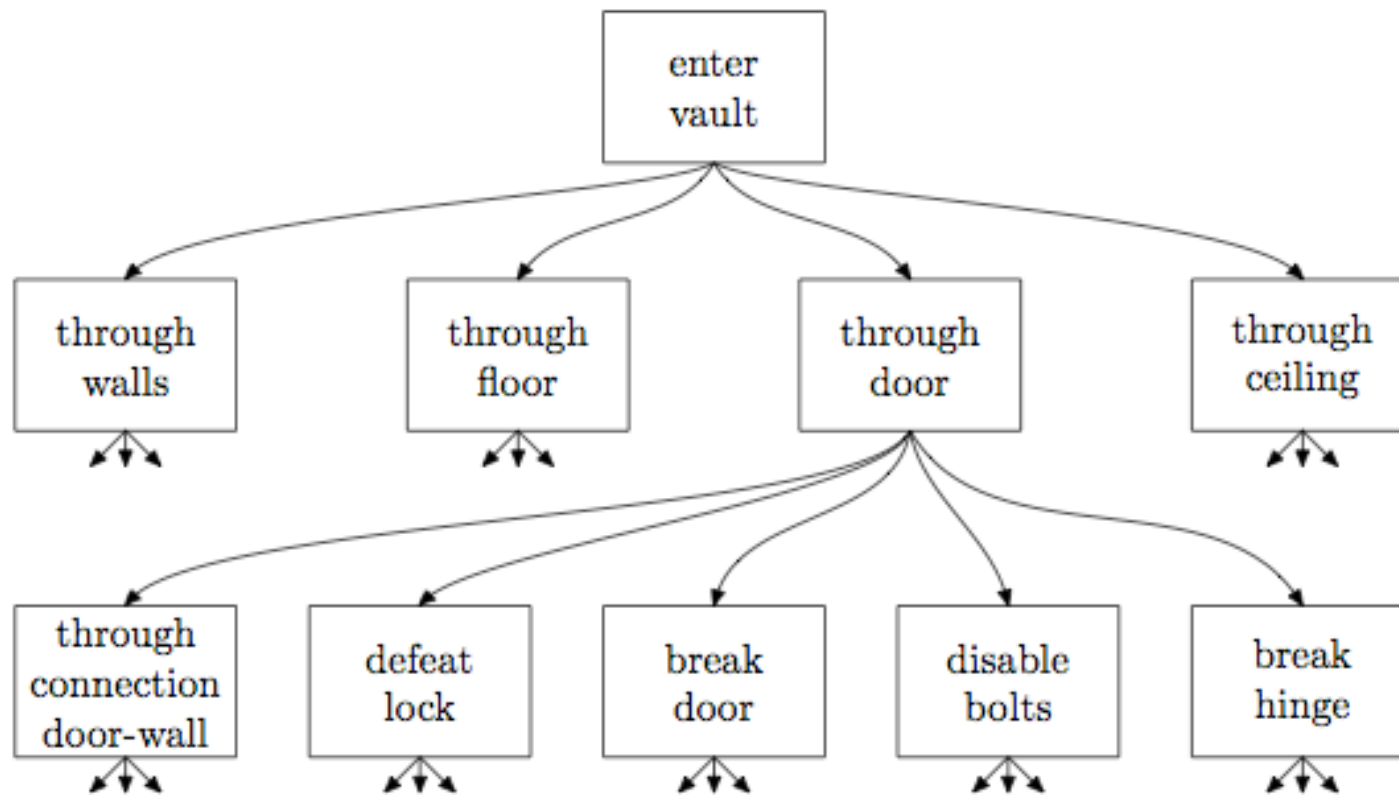 enter
vault
through
walls
through
floor
through
door
through
ceiling
through
connection
door-wall
defeat
lock
break
door
disable
bolts
break
hinge